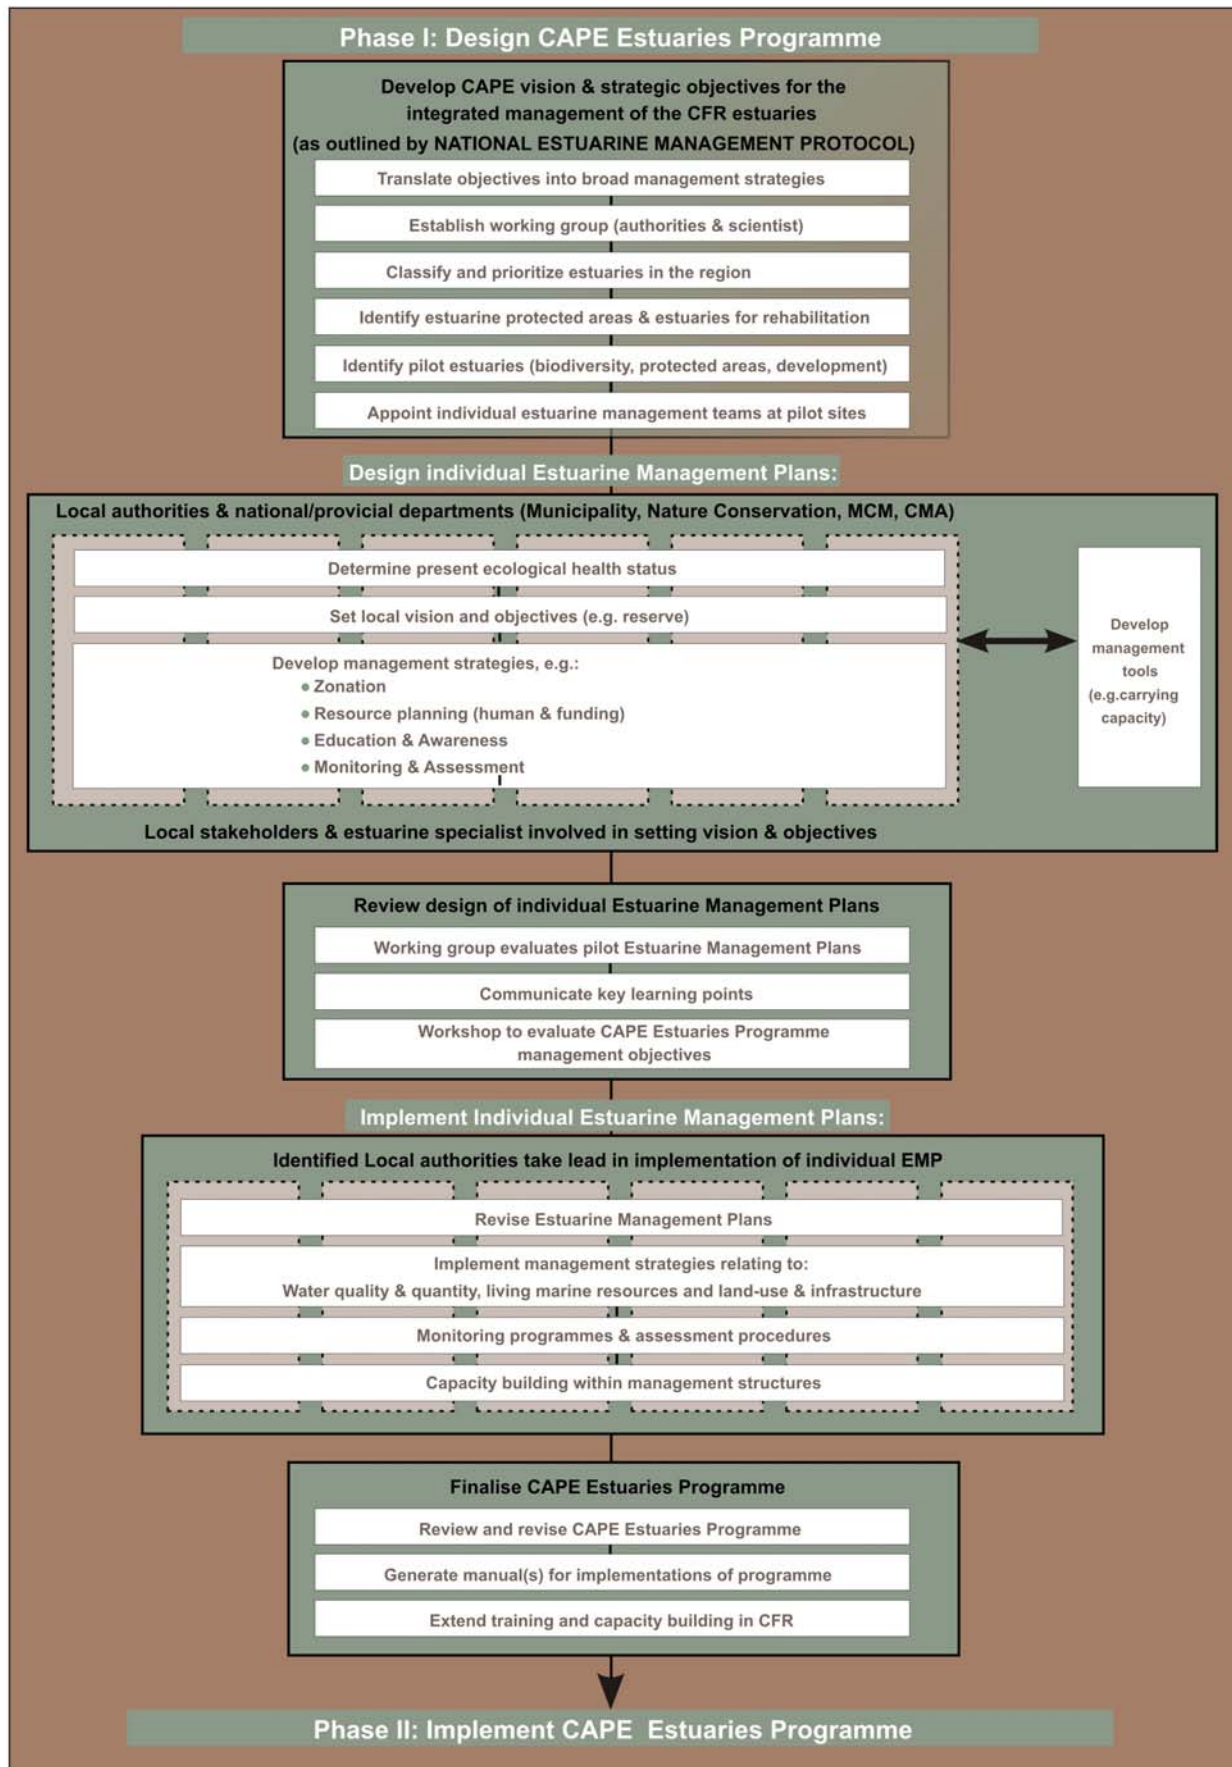 Phase I: Design CAPE Estuaries Programme
Develop CAPE vision & strategic objectives for the
integrated management of the CFR estuaries
(as outlined by NATIONAL ESTUARINE MANAGEMENT PROTOCOL)
Translate objectives into broad management strategies
Establish working group (authorities & scientist)
Classify and prioritize estuaries in the region
Identify estuarine protected areas & estuaries for rehabilitation
Identify pilot estuaries (biodiversity, protected areas, development)
Appoint individual estuarine management teams at pilot sites
Design individual Estuarine Management Plans:
Local authorities & national/provicial departments (Municipality, Nature Conservation, MCM, CMA)
Determine present ecological health status
Set local vision and objectives (e.g. reserve)
Develop management strategies, e.g.:
• Zonation
• Resource planning (human & funding)
• Education & Awareness
• Monitoring & Assessment
Develop
management
tools
(e.g.carrying
capacity)
Local stakeholders & estuarine specialist involved in setting vision & objectives
Review design of individual Estuarine Management Plans
Working group evaluates pilot Estuarine Management Plans
Communicate key learning points
Workshop to evaluate CAPE Estuaries Programme
management objectives
Implement Individual Estuarine Management Plans:
Identified Local authorities take lead in implementation of individual EMP
Revise Estuarine Management Plans
Implement management strategies relating to:
Water quality & quantity, living marine resources and land-use & infrastructure
Monitoring programmes & assessment procedures
Capacity building within management structures
Finalise CAPE Estuaries Programme
Review and revise CAPE Estuaries Programme
Generate manual(s) for implementations of programme
Extend training and capacity building in CFR
Phase II: Implement CAPE Estuaries Programme